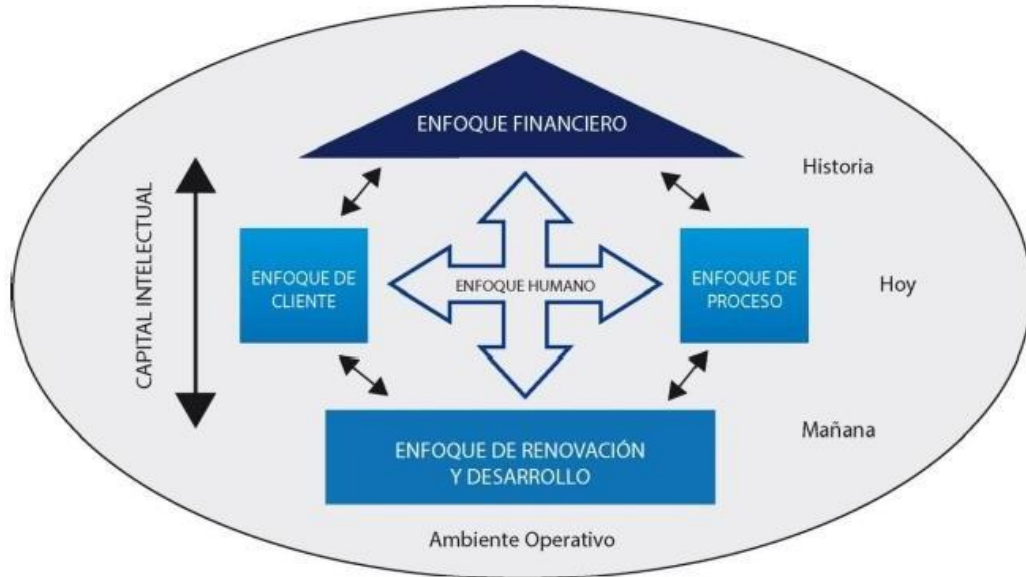 ENFOQUE FINANCIERO
Historia
CAPITAL INTELECTUAL
ENFOQUE DE
CLIENTE
ENFOQUE HUMANO
ENFOQUE DE
PROCESO
Hoy
Mañana
ENFOQUE DE RENOVACIÓN
Y DESARROLLO
Ambiente Operativo